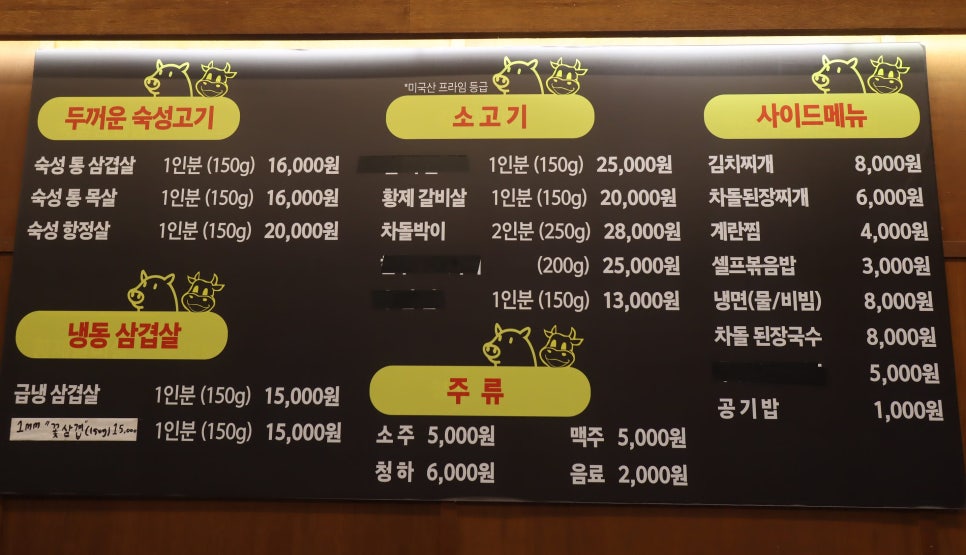 두꺼운 숙성고기
숙성 통 삼겹살 1인분 (150g) 16,000원
숙성 통 목살 1인분 (150g) 16,000원
숙성 항정살 1인분 (150g) 20,000원
냉동 삼겹살
급냉 삼겹살 1인분 (150g) 15,000원
1mm "꽃삼겹" (150g) 15,000 1인분 (150g) 15,000원
*미국산 프라임 등급
소고기
1인분 (150g) 25,000원
황제 갈비살 1인분 (150g) 20,000원
차돌박이 2인분 (250g) 28,000원
(200g) 25,000원
1인분 (150g) 13,000원
주류
소주 5,000원 맥주 5,000원
청하 6,000원 음료 2,000원
사이드메뉴
김치찌개 8,000원
차돌된장찌개 6,000원
계란찜 4,000원
셀프볶음밥 3,000원
냉면(물/비빔) 8,000원
차돌 된장국수 8,000원
5,000원
공기밥 1,000원